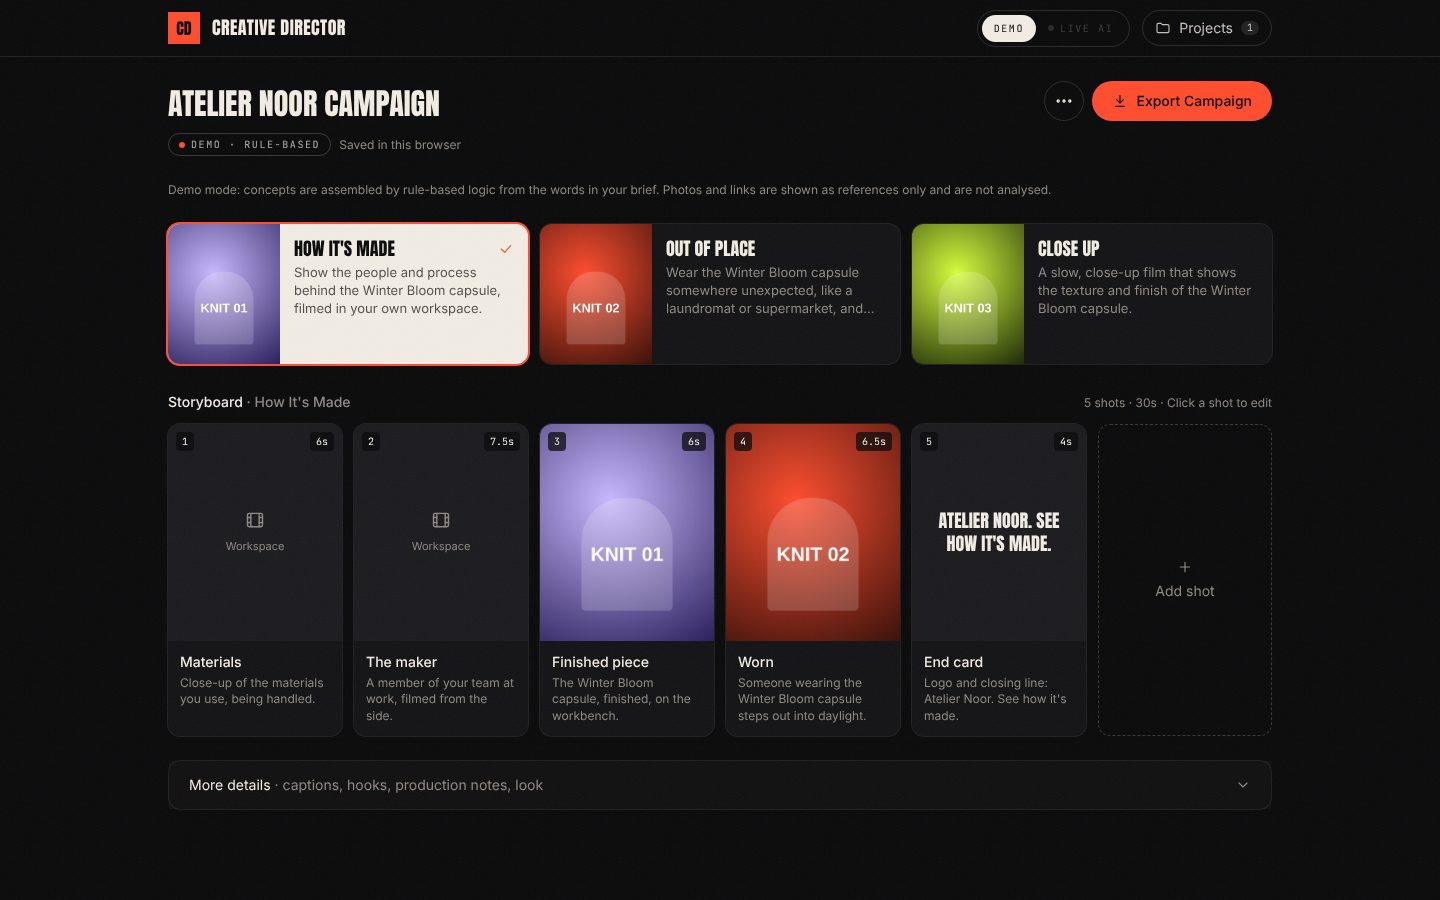 CD CREATIVE DIRECTOR
DEMO
LIVE AI
Projects 1
ATELIER NOOR CAMPAIGN
Export Campaign
DEMO · RULE-BASED
Saved in this browser
Demo mode: concepts are assembled by rule-based logic from the words in your brief. Photos and links are shown as references only and are not analysed.
KNIT 01
HOW IT'S MADE
Show the people and process
behind the Winter Bloom capsule,
filmed in your own workspace.
KNIT 02
OUT OF PLACE
Wear the Winter Bloom capsule
somewhere unexpected, like a
laundromat or supermarket, and...
KNIT 03
CLOSE UP
A slow, close-up film that shows
the texture and finish of the Winter
Bloom capsule.
Storyboard · How It's Made
5 shots · 30s · Click a shot to edit
1
6s
Workspace
Materials
Close-up of the materials
you use, being handled.
2
7.5s
Workspace
The maker
A member of your team at
work, filmed from the
side.
3
6s
KNIT 01
Finished piece
The Winter Bloom
capsule, finished, on the
workbench.
4
6.5s
KNIT 02
Worn
Someone wearing the
Winter Bloom capsule
steps out into daylight.
5
4s
ATELIER NOOR. SEE
HOW IT'S MADE.
End card
Logo and closing line:
Atelier Noor. See how it's
made.
Add shot
More details · captions, hooks, production notes, look